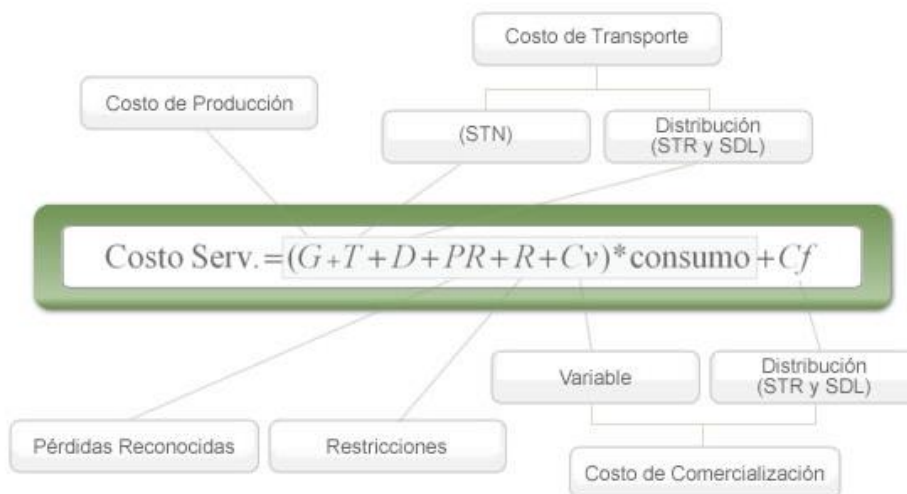 Costo de Transporte
Costo de Producción
(STN)
Distribución
(STR y SDL)
Costo Serv.=(G+T+D+PR+R+Cv)*consumo+Cf
Variable
Distribución
(STR y SDL)
Pérdidas Reconocidas
Restricciones
Costo de Comercialización